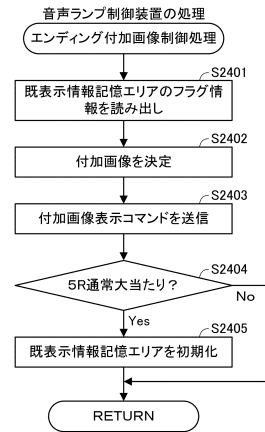 音声ランプ制御装置の処理
エンディング付加画像制御処理
S2401
既表示情報記憶エリアのフラグ情
報を読み出し
S2402
付加画像を決定
S2403
付加画像表示コマンドを送信
S2404
5R通常大当たり？
No
Yes
S2405
既表示情報記憶エリアを初期化
RETURN